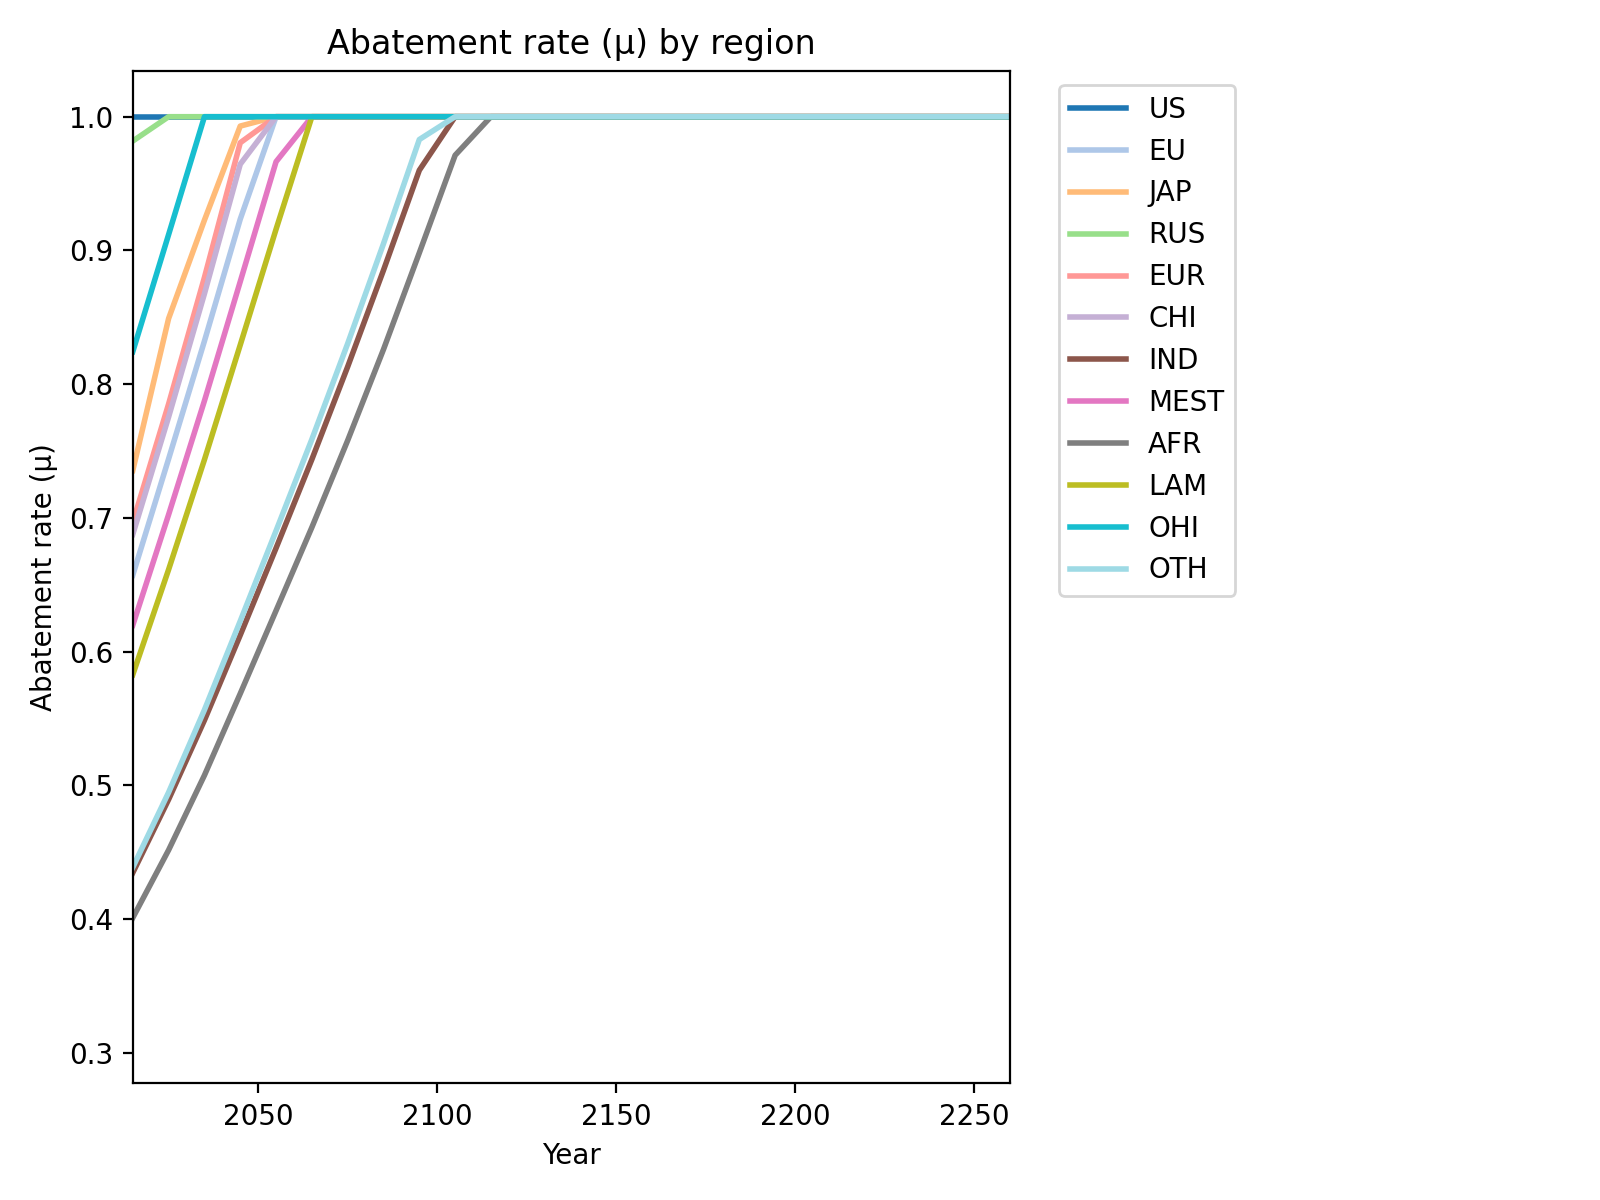 Abatement rate (μ) by region
Abatement rate (μ)
1.0
0.9
0.8
0.7
0.6
0.5
0.4
0.3
2050 2100 2150 2200 2250
Year
US
EU
JAP
RUS
EUR
CHI
IND
MEST
AFR
LAM
OHI
OTH